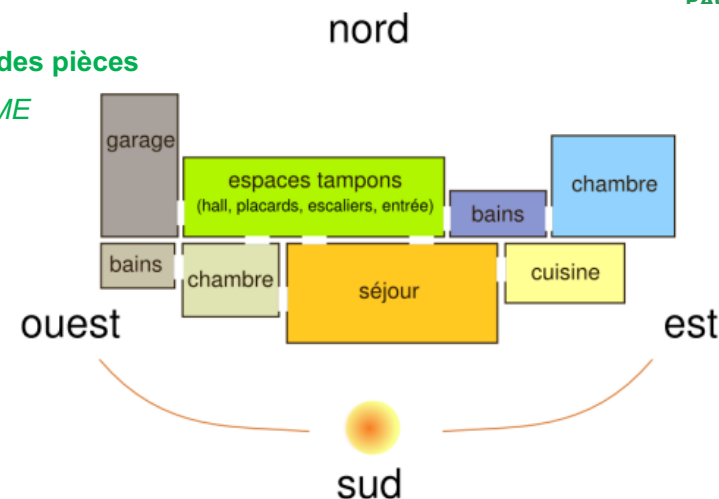 nord
des pièces
garage
espaces tampons
(hall, placards, escaliers, entrée)
bains
chambre
bains
chambre
séjour
cuisine
ouest
est
sud